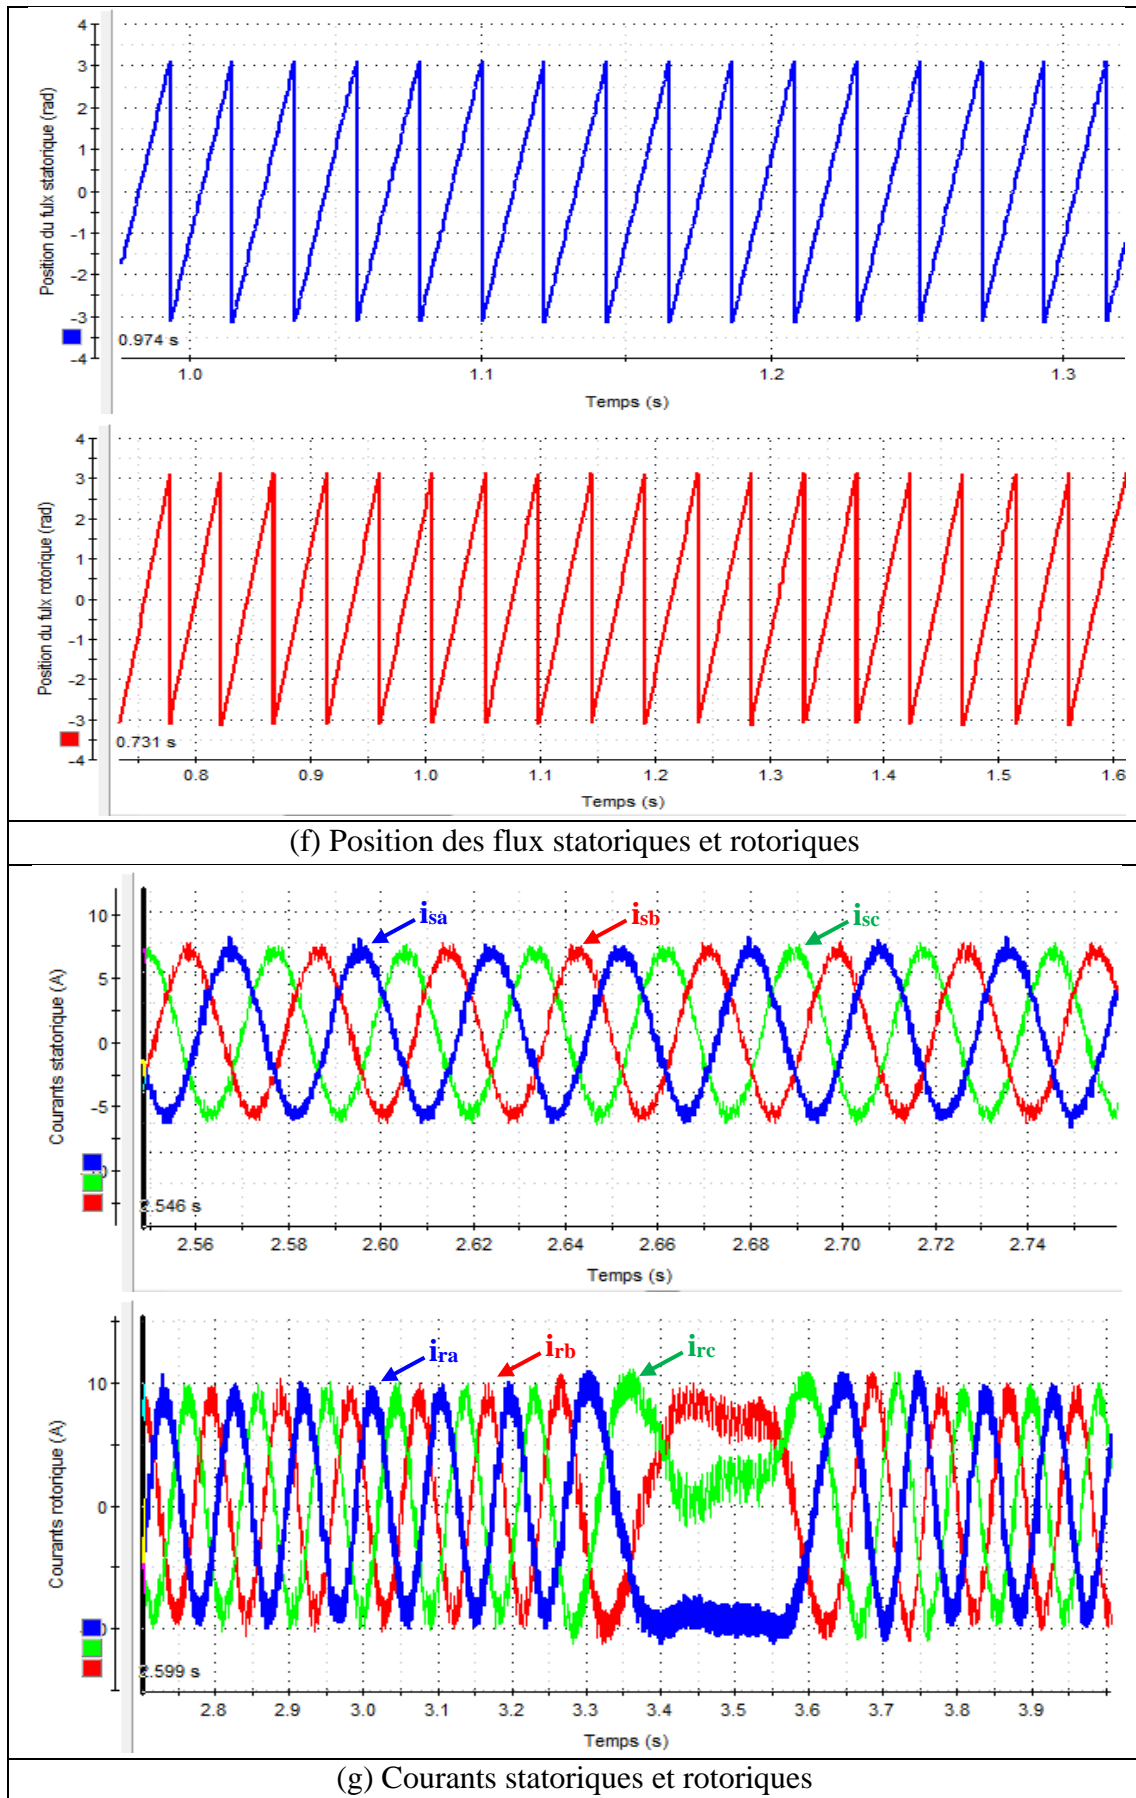 Position du fulx statorique (rad)
4
3
2
1
0
-1
-2
-3
-4
0.974 s
1.0
1.1
1.2
1.3
Temps (s)
Position du fulx rotorique (rad)
4
3
2
1
0
-1
-2
-3
-4
0.731 s
0.8
0.9
1.0
1.1
1.2
1.3
1.4
1.5
1.6
Temps (s)
(f) Position des flux statoriques et rotoriques
Courants statorique (A)
10
5
0
-5
isa
isb
isc
2.546 s
2.56
2.58
2.60
2.62
2.64
2.66
2.68
2.70
2.72
2.74
Temps (s)
Courants rotorique (A)
10
0
ira
irb
irc
2.599 s
2.8
2.9
3.0
3.1
3.2
3.3
3.4
3.5
3.6
3.7
3.8
3.9
Temps (s)
(g) Courants statoriques et rotoriques